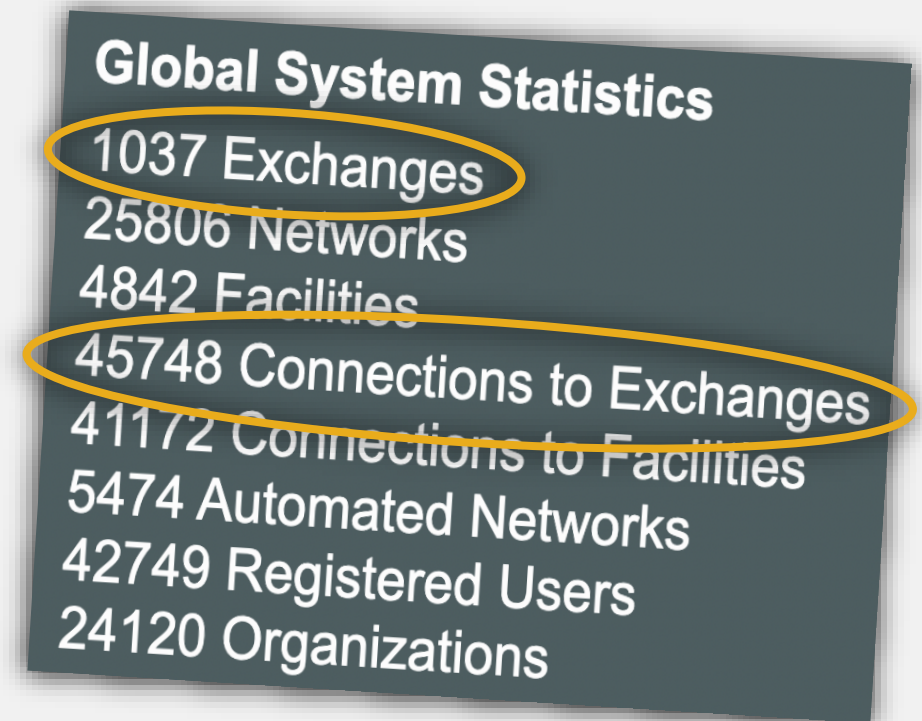 Global System Statistics
1037 Exchanges
25806 Networks
4842 Facilities
45748 Connections to Exchanges
41172 Connections to Facilities
5474 Automated Networks
42749 Registered Users
24120 Organizations